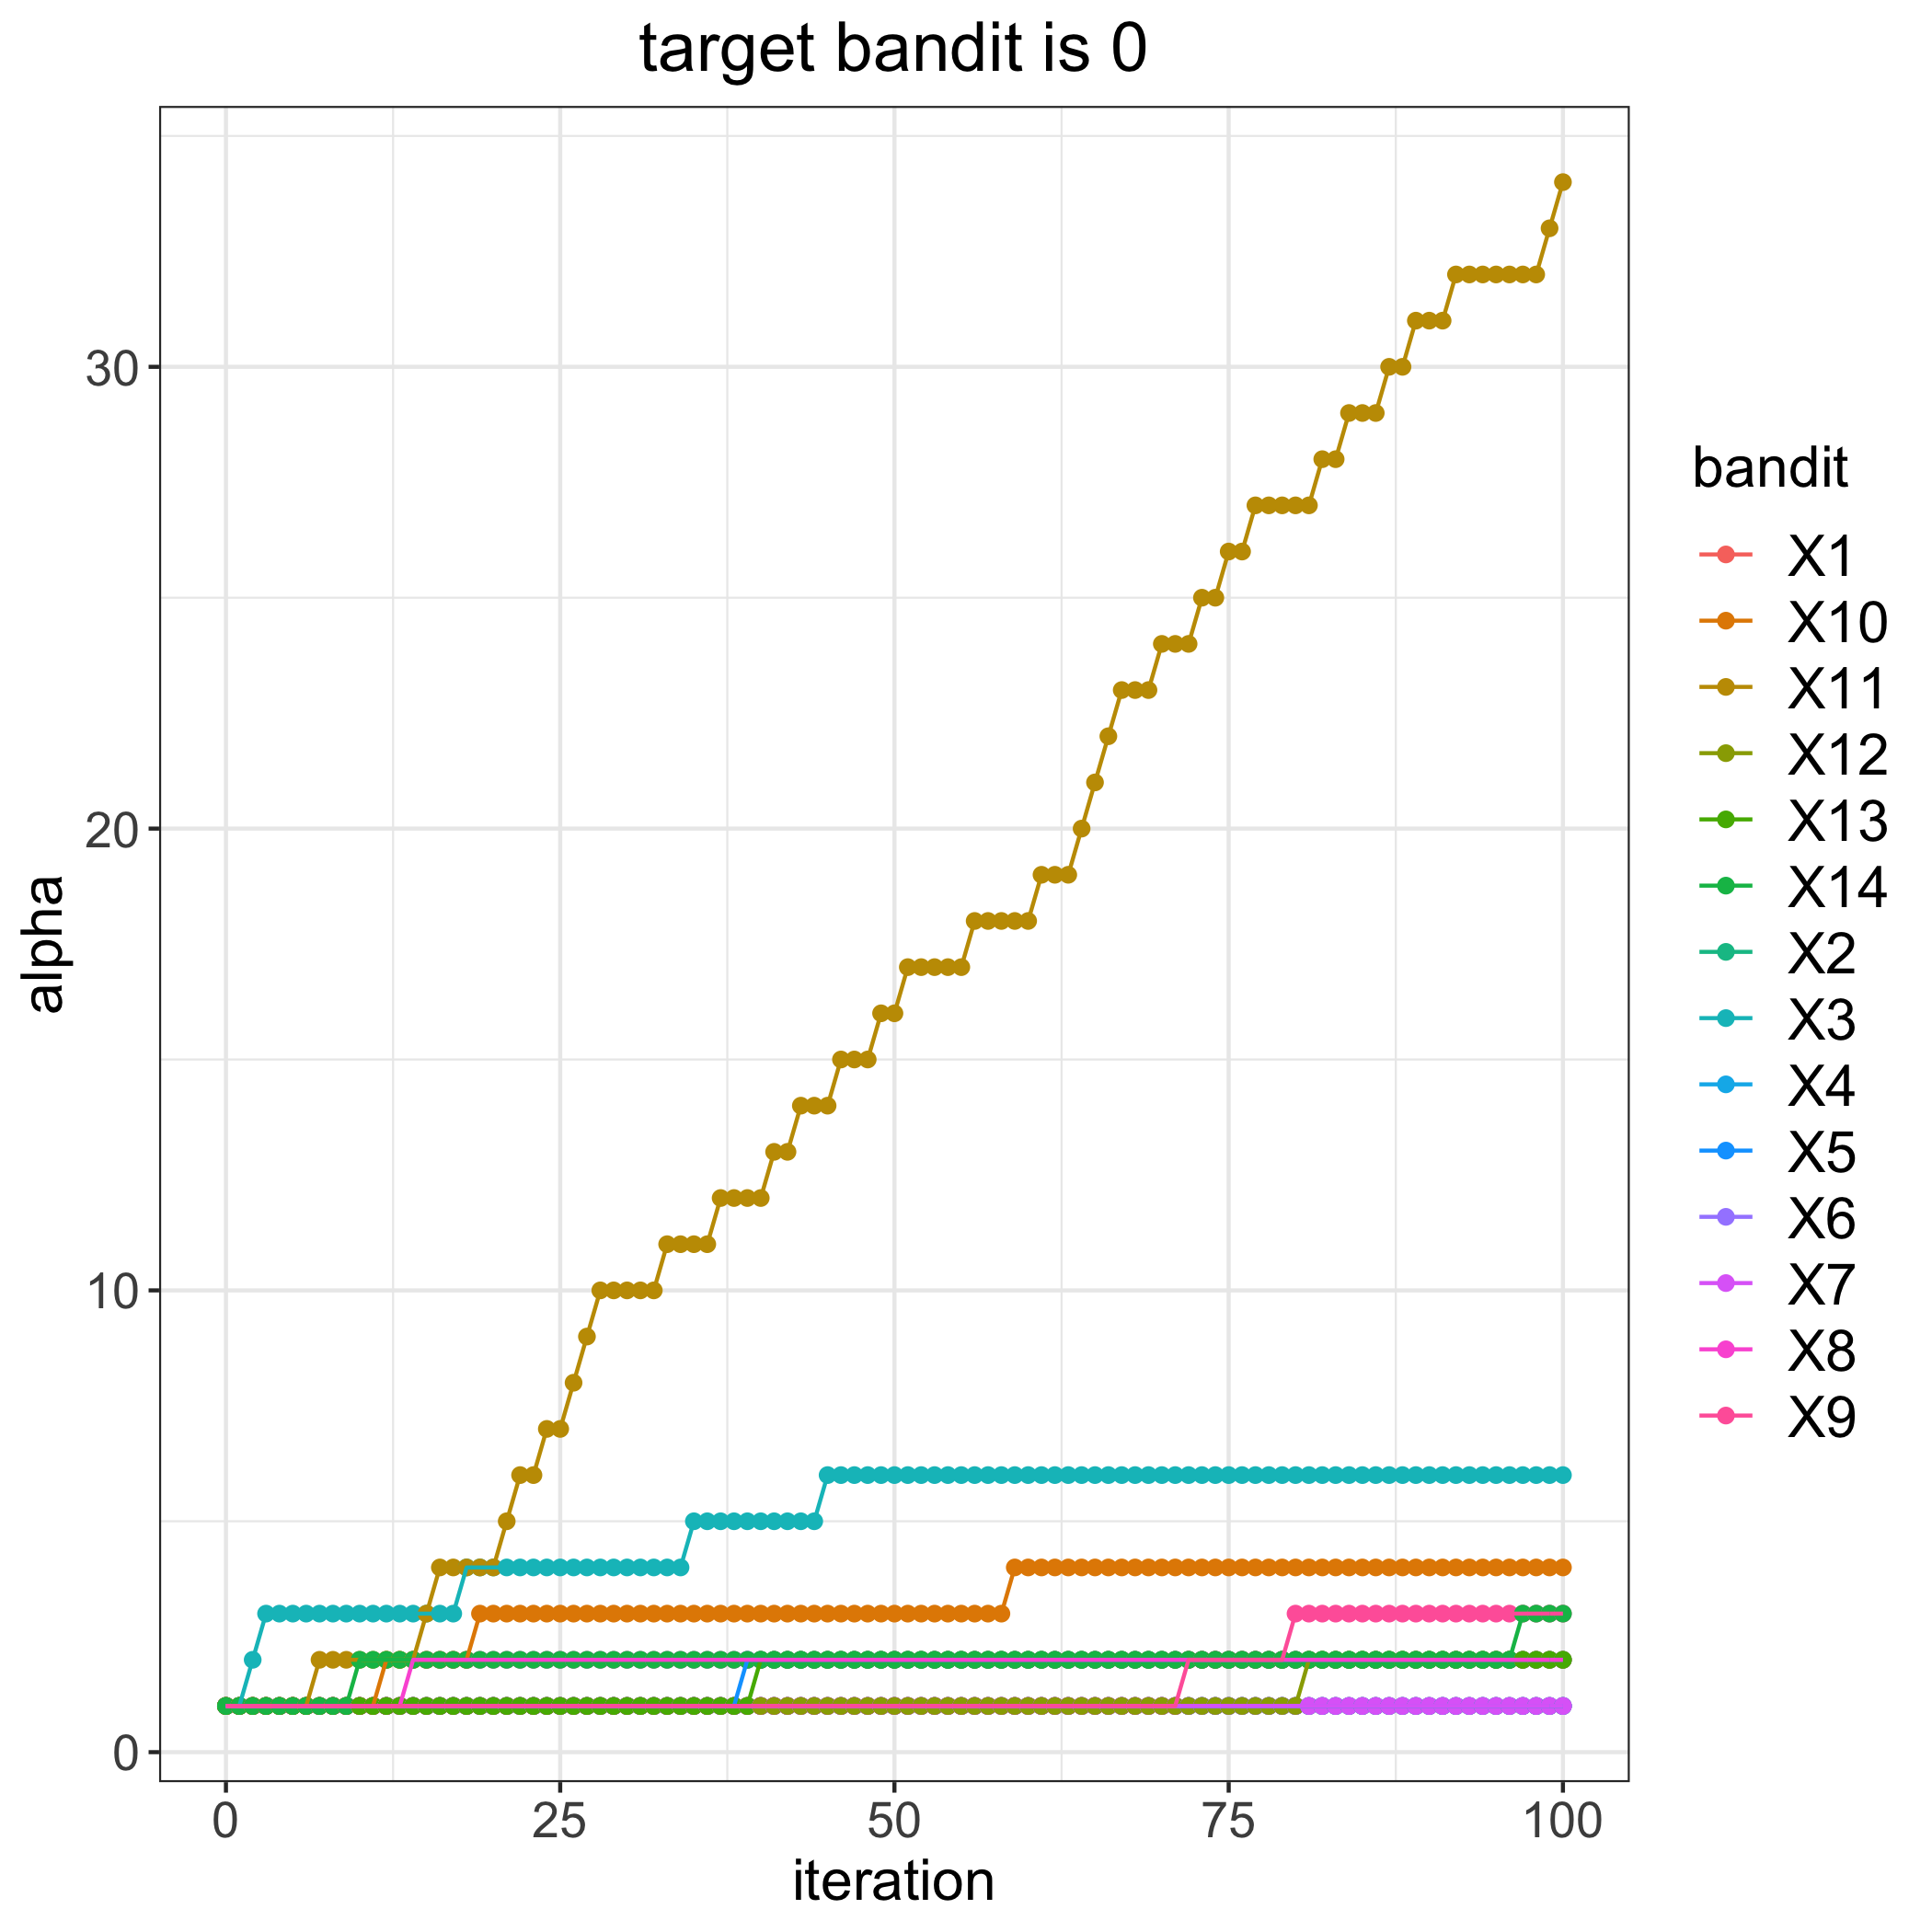 target bandit is 0
alpha
30
20
10
0
0 25 50 75 100
iteration
bandit
X1
X10
X11
X12
X13
X14
X2
X3
X4
X5
X6
X7
X8
X9